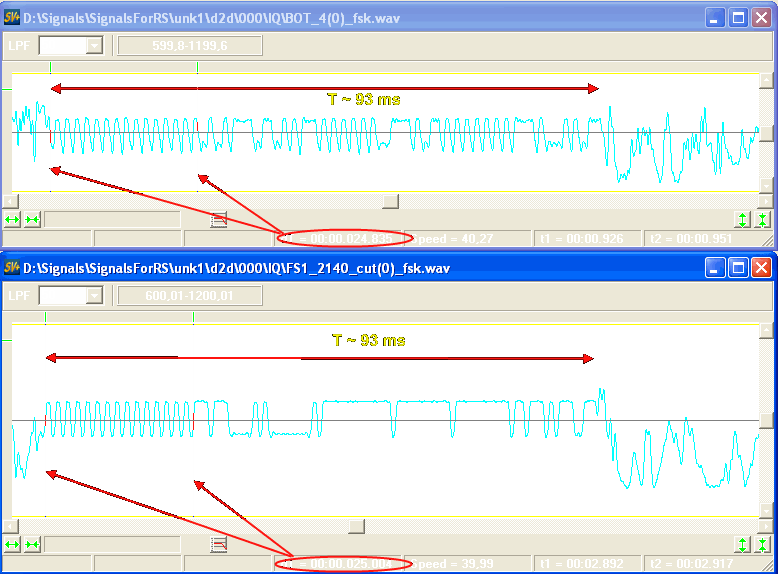 D:\Signals\SignalsForRS\unk1\d2d\000\IQ\BOT_4(0)_fsk.wav
LPF 599,8-1199,6
T ~ 93 ms
= 00:00.024.835 Speed = 40,27 t1 = 00:00.926 t2 = 00:00.951
D:\Signals\SignalsForRS\unk1\d2d\000\IQ\FS1_2140_cut(0)_fsk.wav
LPF 600,01-1200,01
T ~ 93 ms
= 00:00.025.004 Speed = 39,99 t1 = 00:02.892 t2 = 00:02.917